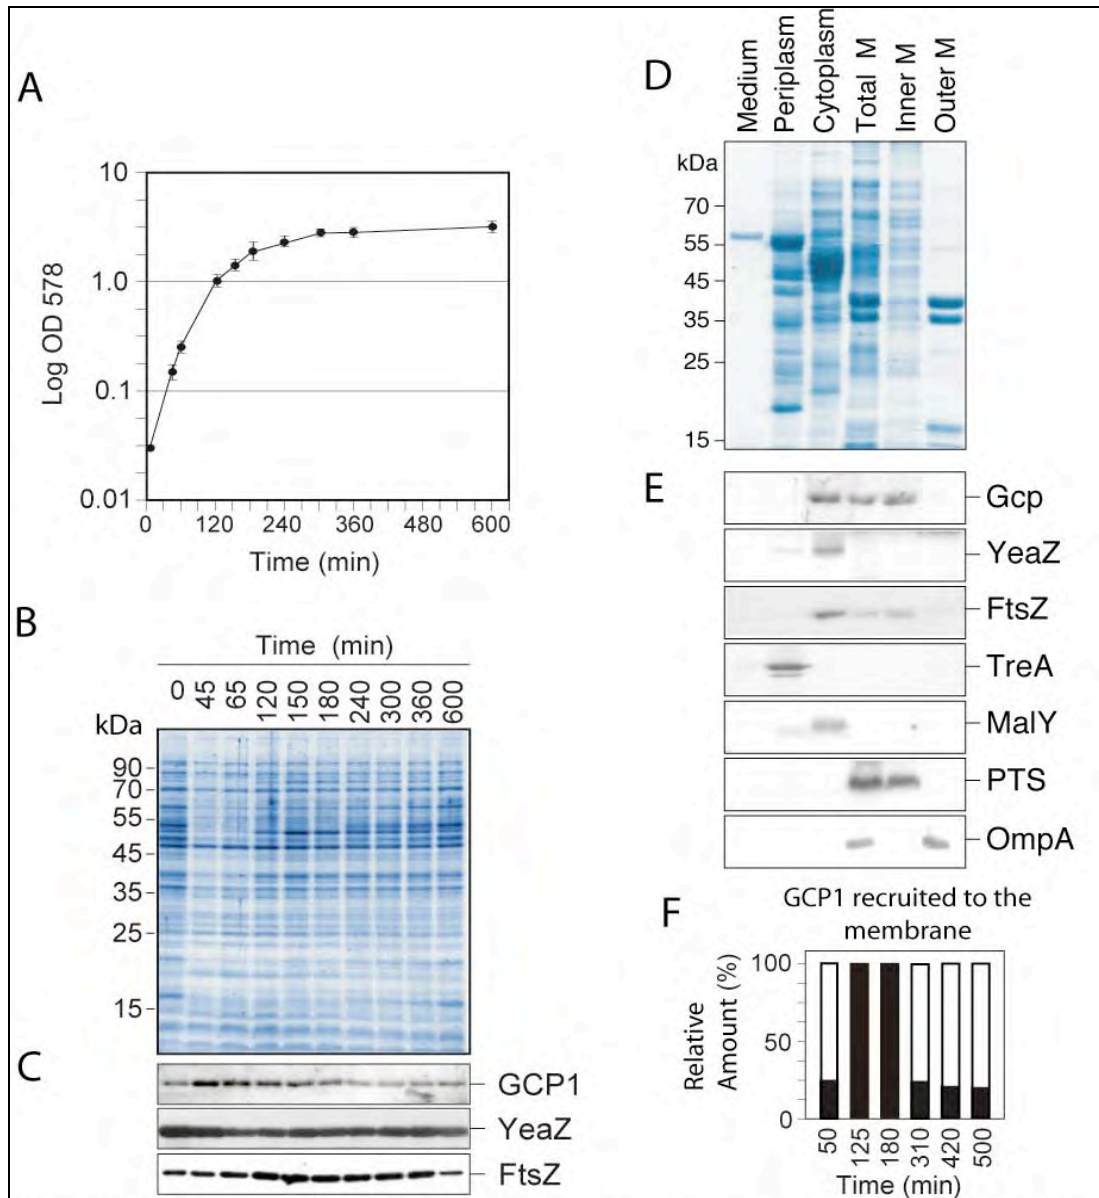 A
10
1.0
0.1
0.01
Log OD 578
0 120 240 360 480 600
Time (min)
B
Time (min)
0 45 65 120 150 180 240 300 360 600
kDa
90
70
55
45
35
25
15
C
GCP1
YeaZ
FtsZ
D
Medium Periplasm Cytoplasm Total M Inner M Outer M
kDa
70
55
45
35
25
15
E
Gcp
YeaZ
FtsZ
TreA
MalY
PTS
OmpA
F
GCP1 recruited to the
membrane
Relative
Amount (%)
100
50
0
50 125 180 310 420 500
Time (min)